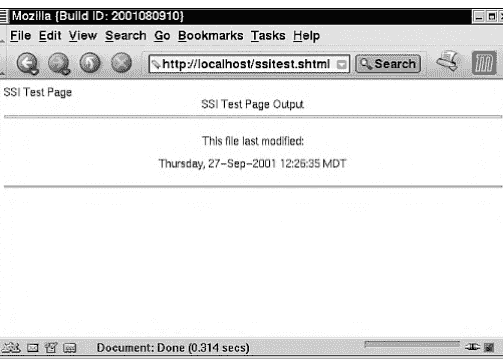 Mozilla {Build ID: 2001080910}
File Edit View Search Go Bookmarks Tasks Help
http://localhost/ssitest.shtml Search
SSI Test Page
SSI Test Page Output
This file last modified:
Thursday, 27-Sep-2001 12:26:35 MDT
Document: Done (0.314 secs)